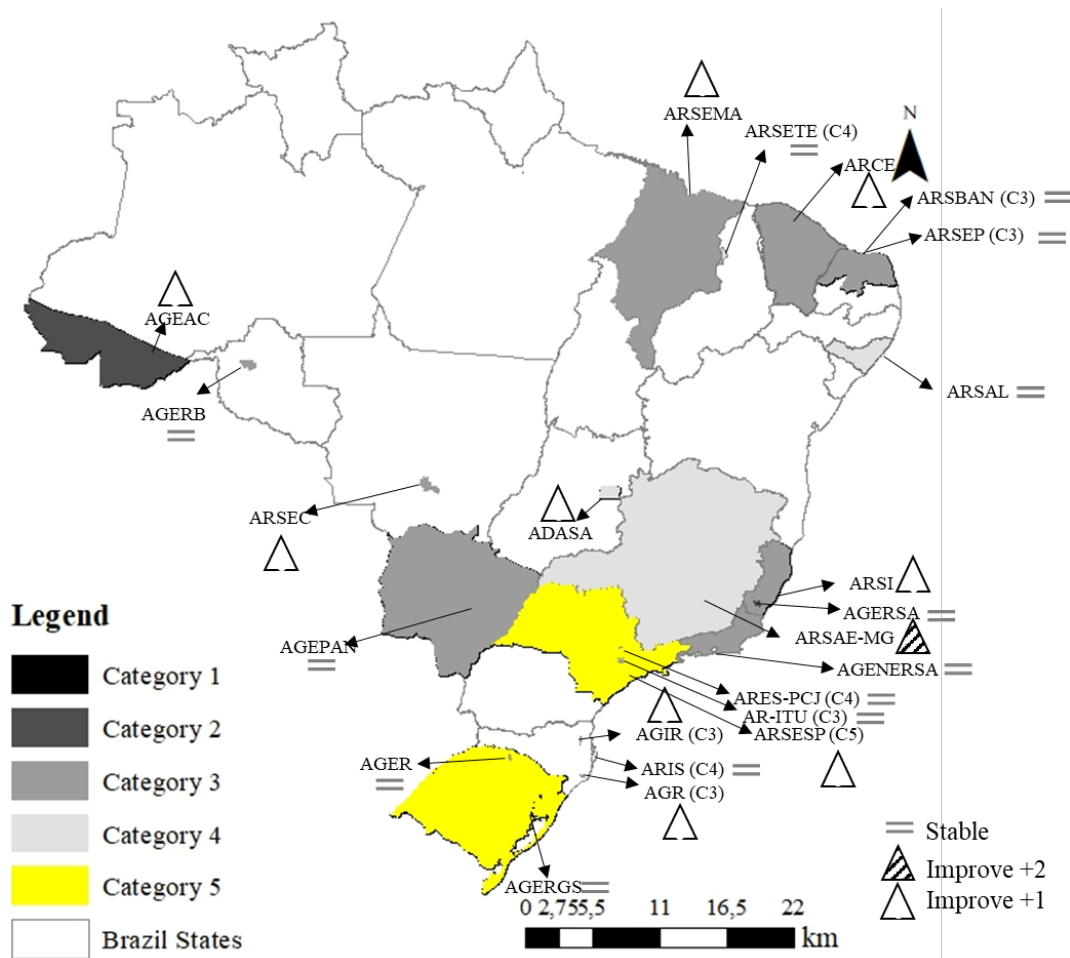 ARSEMA
ARSETE (C4)
N
ARCE
ARSBAN (C3)
ARSEP (C3)
AGEAC
AGERB
ARSAL
ARSEC
ADASA
ARSI
AGERSA
ARSAE-MG
AGEPAN
AGENERSA
ARES-PCJ (C4)
AR-ITU (C3)
AGIR (C3)
ARSESP (C5)
AGER
ARIS (C4)
AGR (C3)
AGERGS
Legend
Category 1
Category 2
Category 3
Category 4
Category 5
Brazil States
Stable
Improve +2
Improve +1
0 2,755,5 11 16,5 22
km